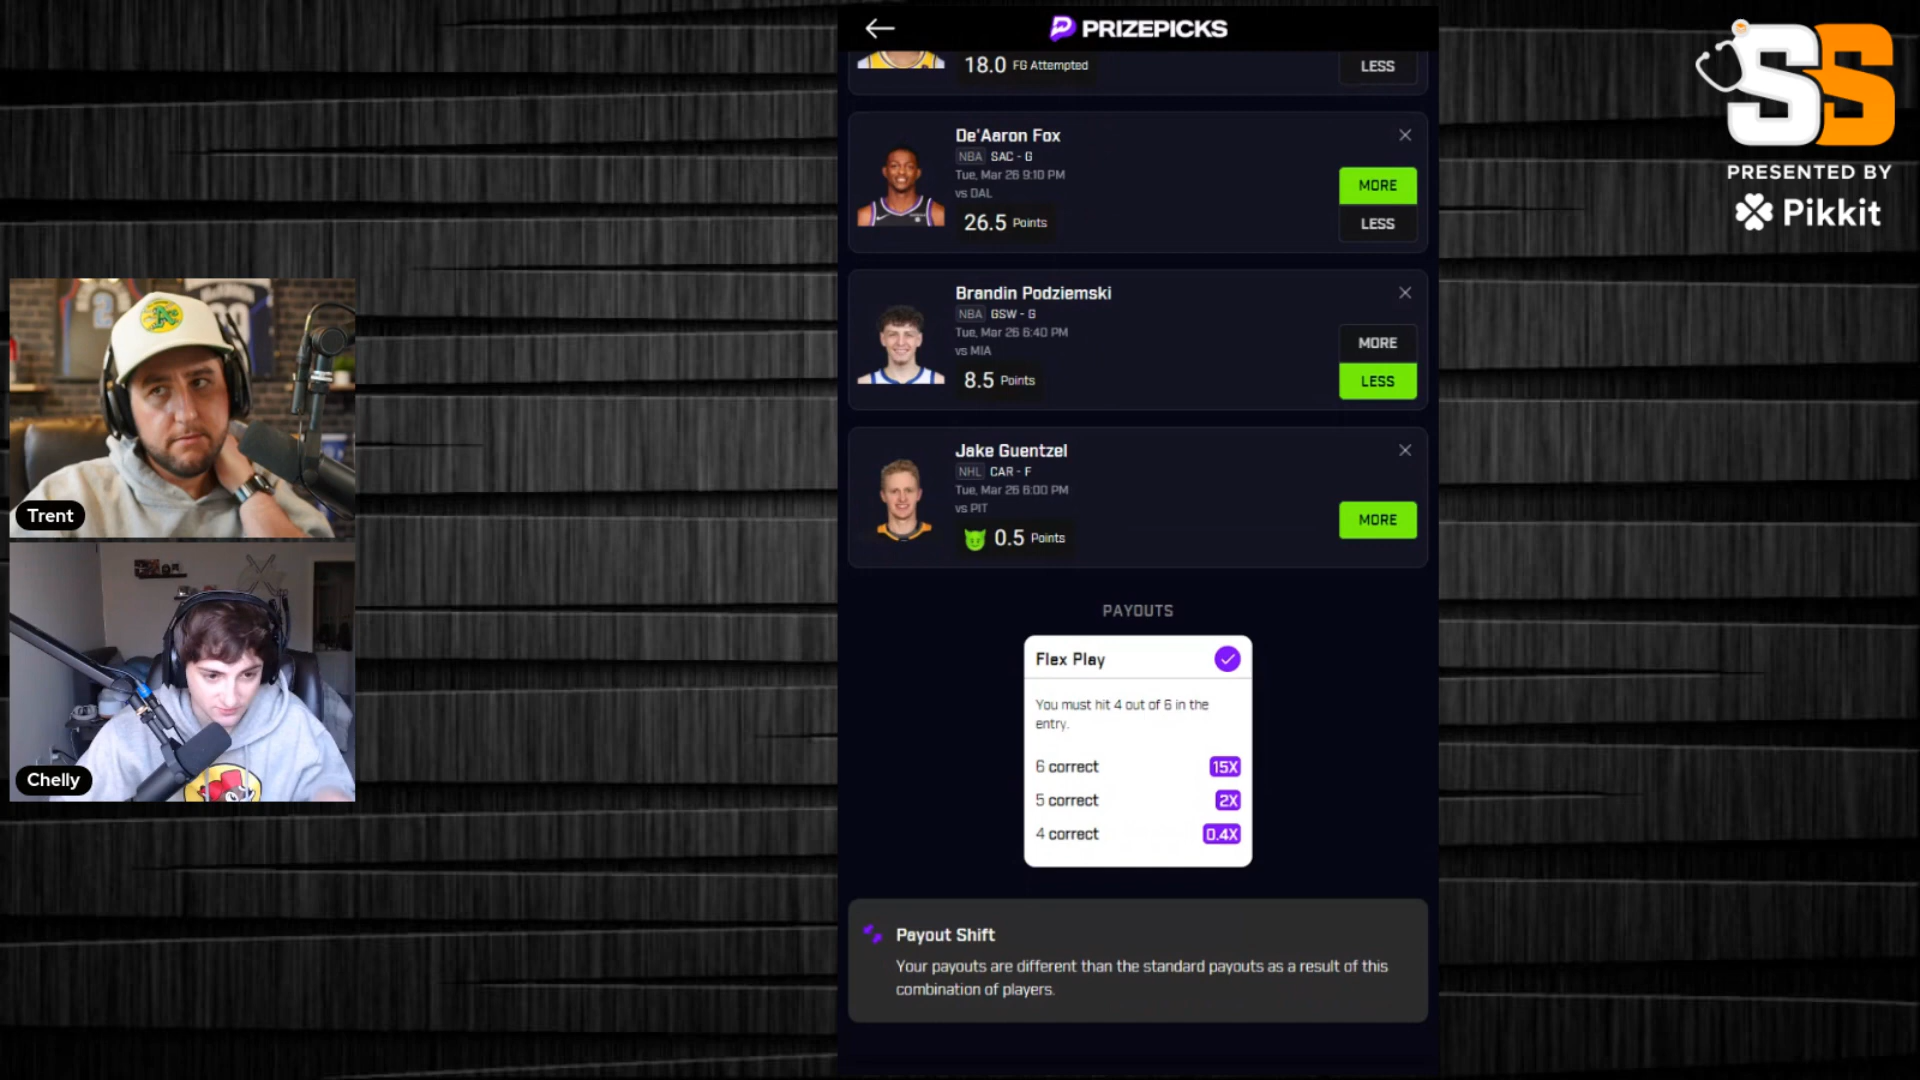 PRIZEPICKS
18.0 FG Attempted
LESS
De'Aaron Fox
NBA SAC - G
Tue, Mar 26 9:10 PM
vs DAL
26.5 Points
MORE
LESS
Brandin Podziemski
NBA GSW - G
Tue, Mar 26 6:40 PM
vs MIA
8.5 Points
MORE
LESS
Jake Guentzel
NHL CAR - F
Tue, Mar 26 6:00 PM
vs PIT
0.5 Points
MORE
PAYOUTS
Flex Play
You must hit 4 out of 6 in the
entry.
6 correct 15X
5 correct 2X
4 correct 0.4X
Payout Shift
Your payouts are different than the standard payouts as a result of this
combination of players.
SS
PRESENTED BY
Pikkit
Trent
Chelly